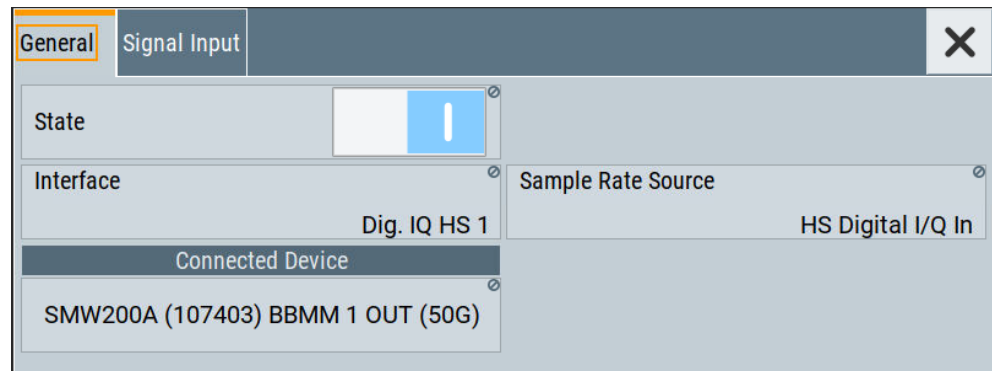 General
Signal Input
State
Interface
Dig. IQ HS 1
Sample Rate Source
HS Digital I/Q In
Connected Device
SMW200A (107403) BBMM 1 OUT (50G)